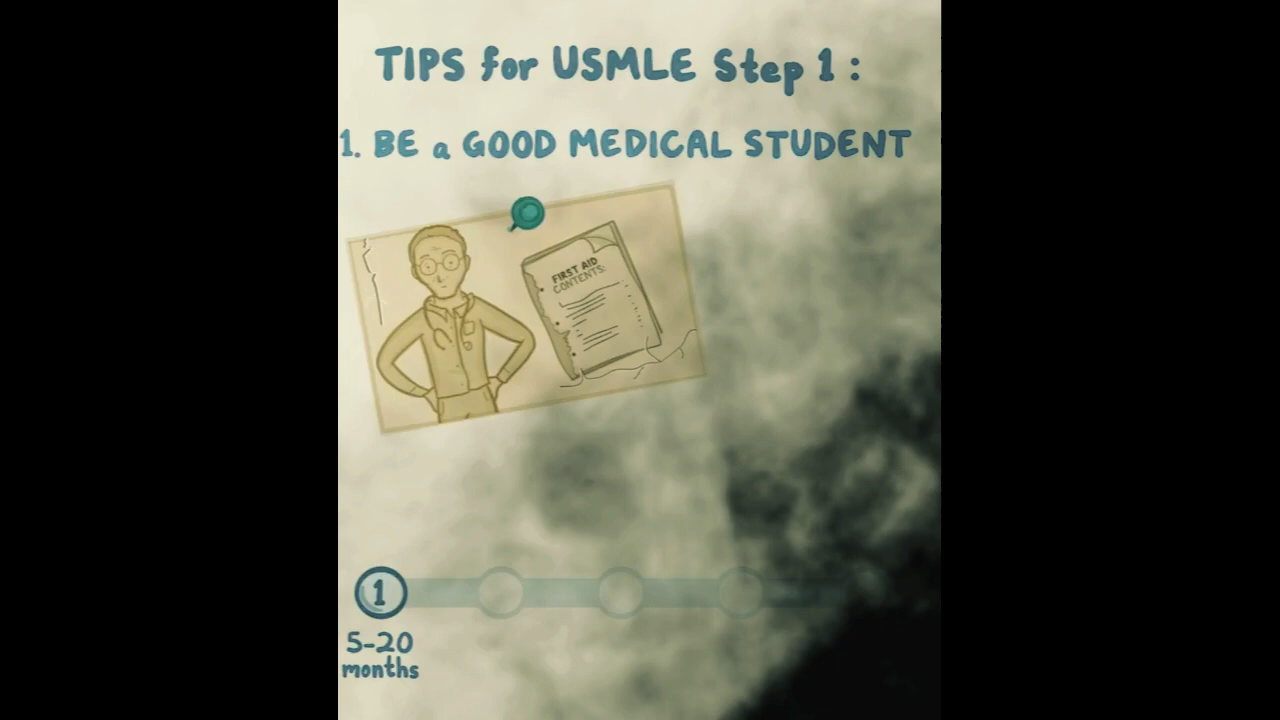 TIPS for USMLE Step 1 :
1. BE a GOOD MEDICAL STUDENT
FIRST AID
CONTENTS:
1
5-20
months